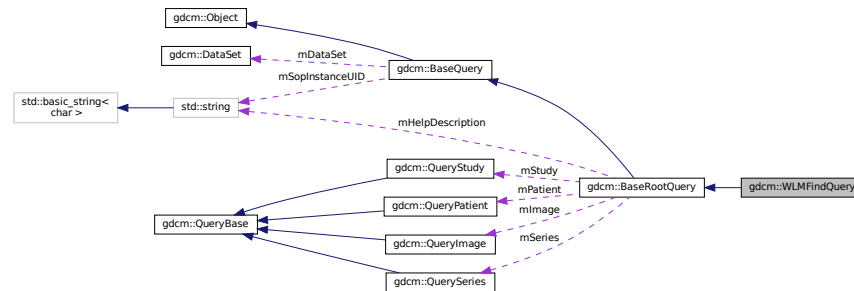 gdcm::Object
gdcm::DataSet
mDataSet
gdcm::BaseQuery
mSopInstanceUID
std::basic_string<
char >
std::string
mHelpDescription
gdcm::QueryStudy
mStudy
gdcm::BaseRootQuery
gdcm::WLMFindQuery
mPatient
gdcm::QueryPatient
mImage
gdcm::QueryBase
gdcm::QueryImage
mSeries
gdcm::QuerySeries